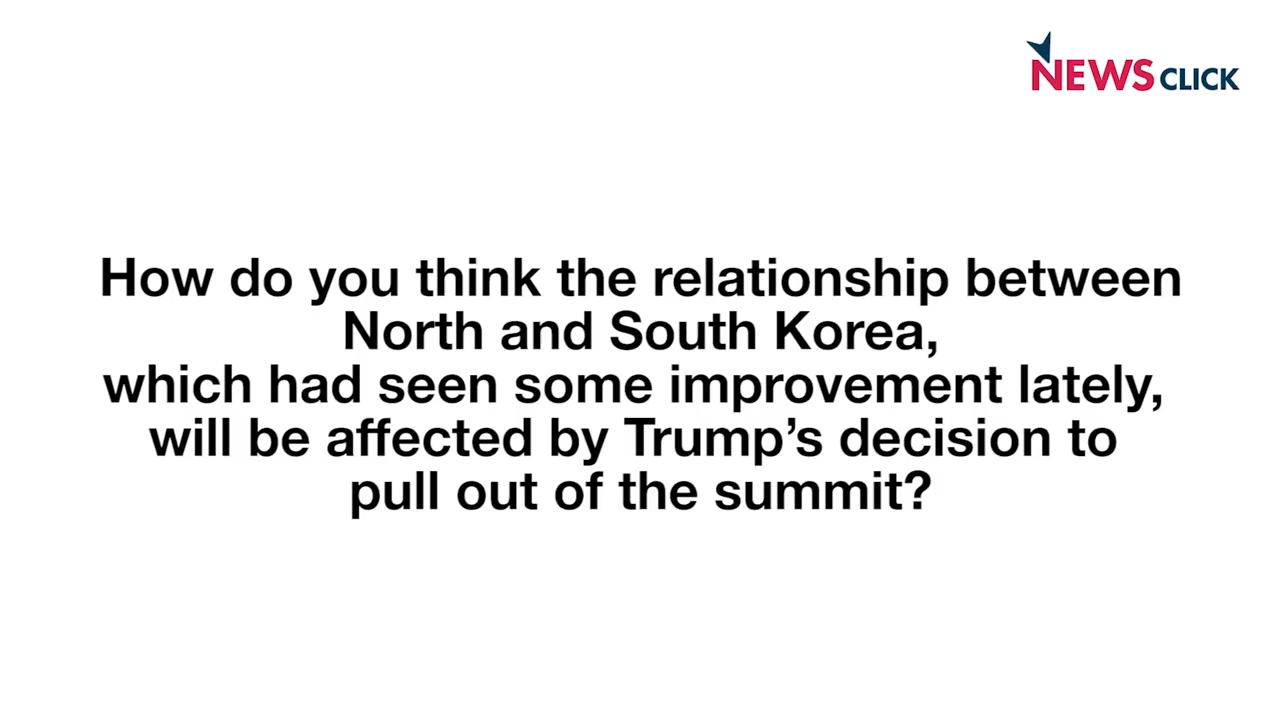 NEWS CLICK
How do you think the relationship between
North and South Korea,
which had seen some improvement lately,
will be affected by Trump’s decision to
pull out of the summit?